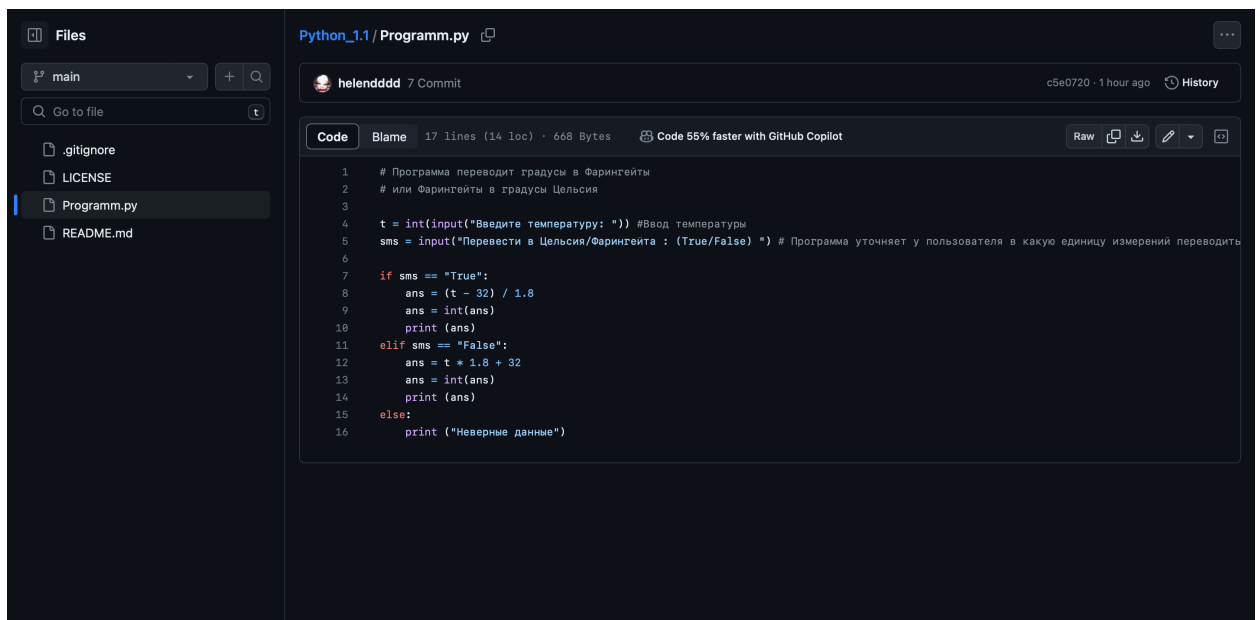 Files
main
Go to file
t
.gitignore
LICENSE
Programm.py
README.md
Python_1.1/Programm.py
helendddd 7 Commit
c5e0720 · 1 hour ago History
Code Blame 17 lines (14 loc) · 668 Bytes Code 55% faster with GitHub Copilot
Raw
1 # Программа переводит градусы в Фарингейты
2 # или Фарингейты в градусы Цельсия
3
4 t = int(input("Введите температуру: ")) #Ввод температуры
5 sms = input("Перевести в Цельсия/Фарингейта : (True/False) ") # Программа уточняет у пользователя в какую единицу измерений переводить
6
7 if sms == "True":
8     ans = (t - 32) / 1.8
9     ans = int(ans)
10     print (ans)
11 elif sms == "False":
12     ans = t * 1.8 + 32
13     ans = int(ans)
14     print (ans)
15 else:
16     print ("Неверные данные")